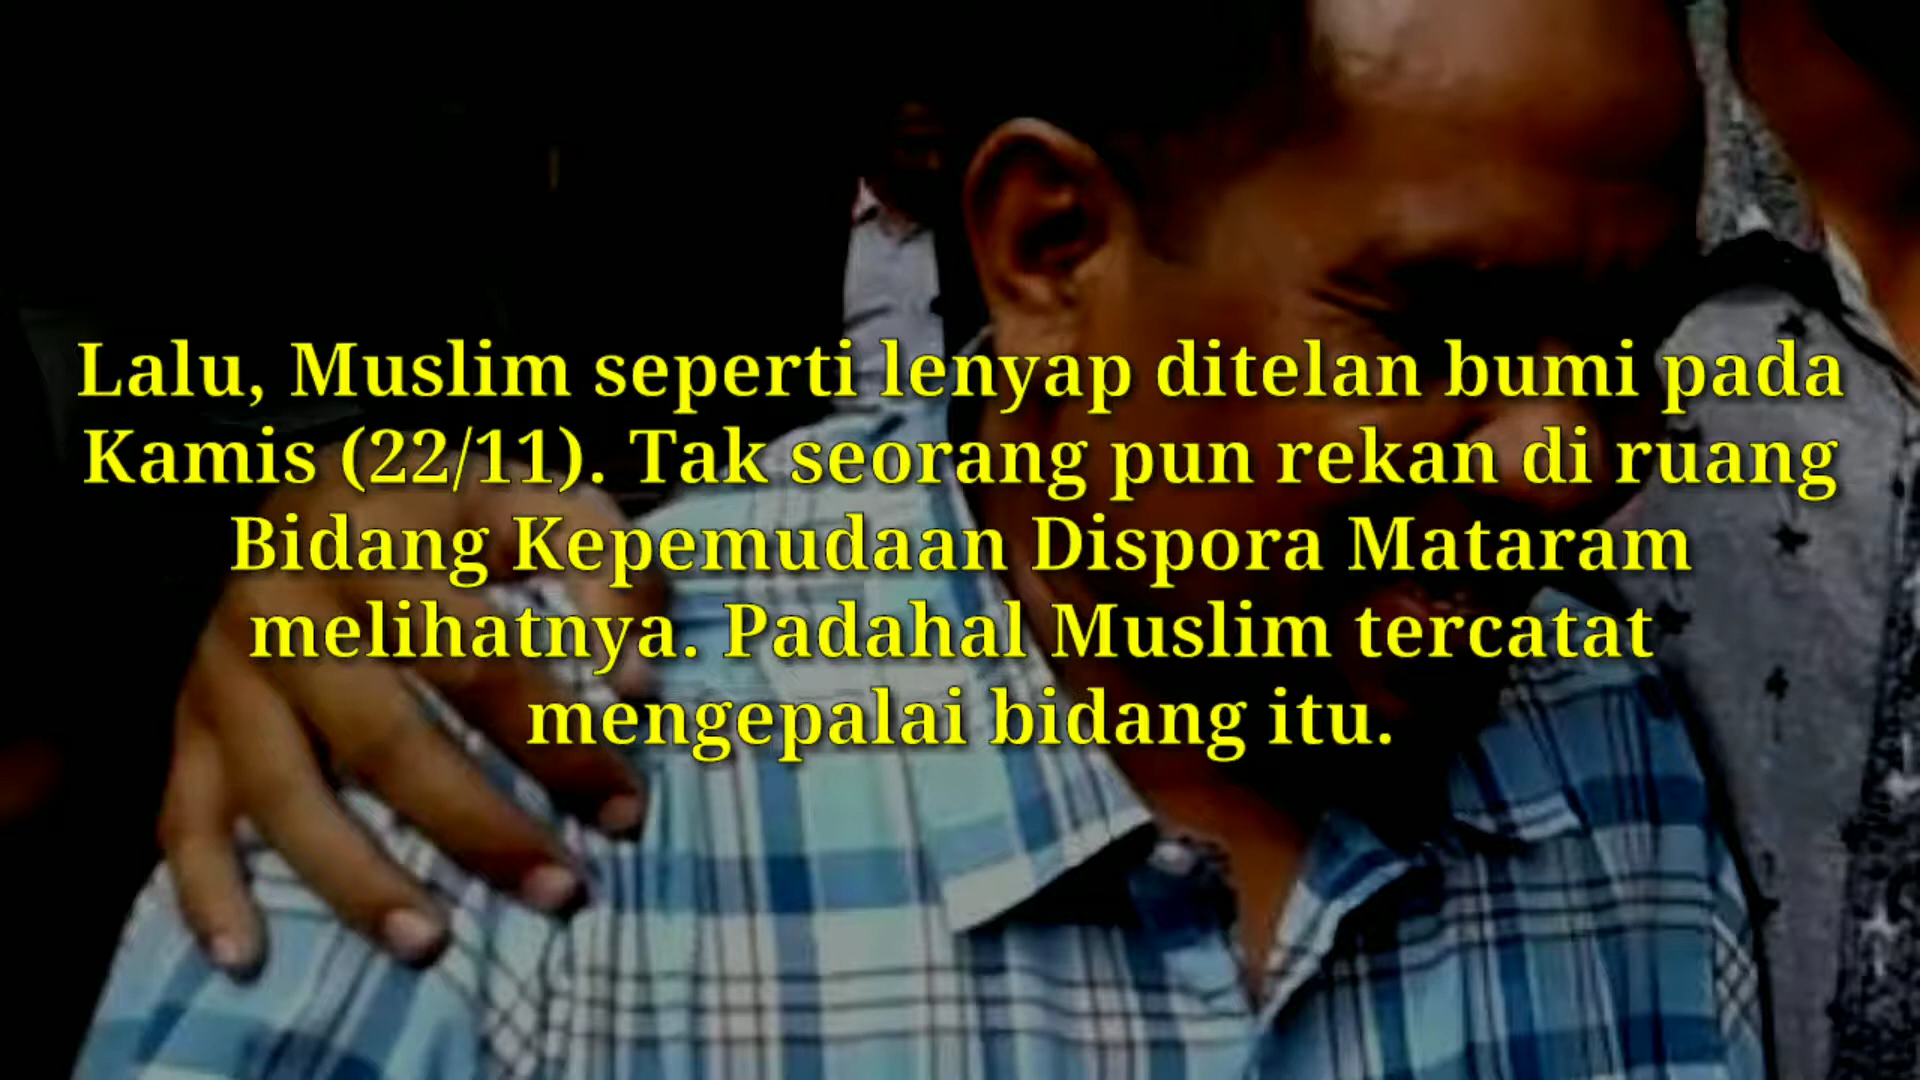 Lalu, Muslim seperti lenyap ditelan bumi pada
Kamis (22/11). Tak seorang pun rekan di ruang
Bidang Kepemudaan Dispora Mataram
melihatnya. Padahal Muslim tercatat
mengepalai bidang itu.